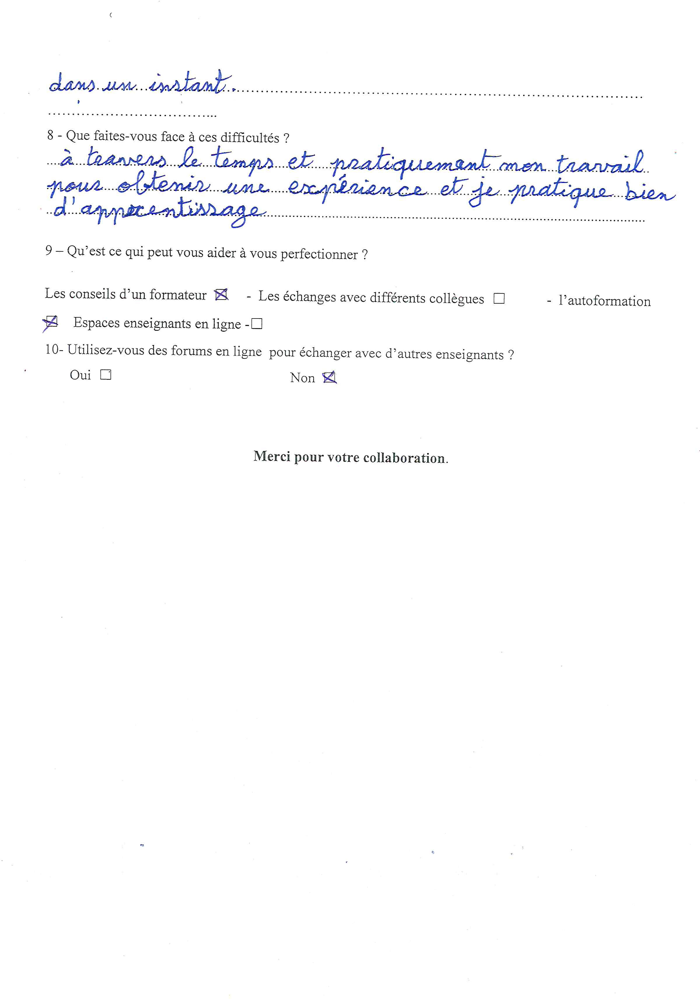 dans un instant.
8 - Que faites-vous face à ces difficultés ?
à travers le temps et pratiquement mon travail
pour obtenir une expérience et je pratique bien
d'apprentissage
9 – Qu'est ce qui peut vous aider à vous perfectionner ?
Les conseils d'un formateur ☒ - Les échanges avec différents collègues ☐ - l'autoformation
☒ Espaces enseignants en ligne -☐
10- Utilisez-vous des forums en ligne pour échanger avec d'autres enseignants ?
Oui ☐ Non ☒
Merci pour votre collaboration.